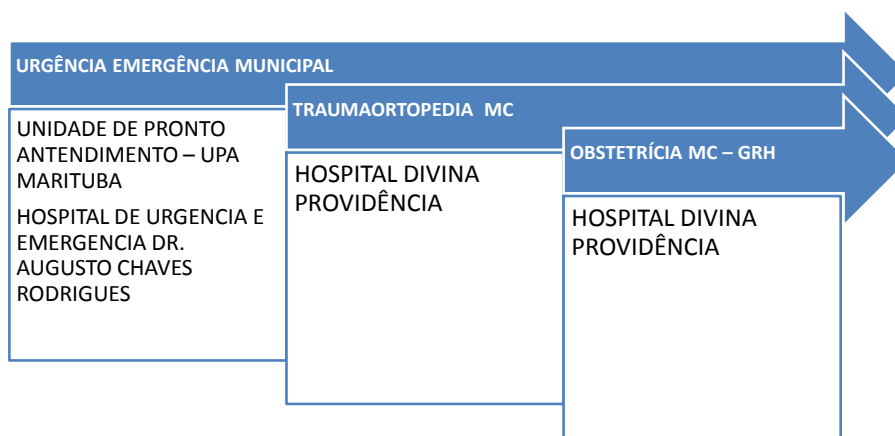 URGÊNCIA EMERGÊNCIA MUNICIPAL
UNIDADE DE PRONTO
ANTENDIMENTO – UPA
MARITUBA
HOSPITAL DE URGENCIA E
EMERGENCIA DR.
AUGUSTO CHAVES
RODRIGUES
TRAUMAORTOPEDIA MC
HOSPITAL DIVINA
PROVIDÊNCIA
OBSTETRÍCIA MC – GRH
HOSPITAL DIVINA
PROVIDÊNCIA